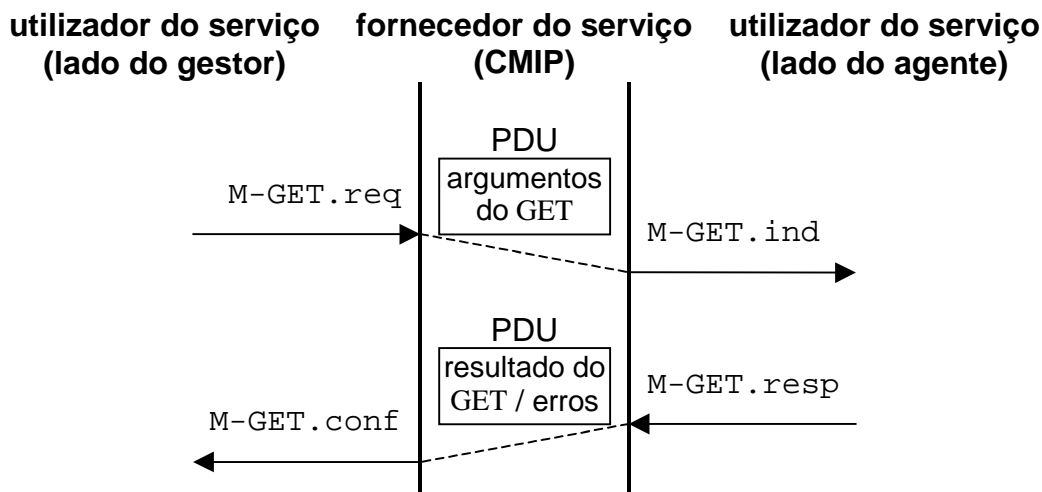 utilizador do serviço fornecedor do serviço utilizador do serviço
(lado do gestor) (CMIP) (lado do agente)
PDU
argumentos
do GET
M-GET.req
M-GET.ind
PDU
resultado do
GET / erros
M-GET.resp
M-GET.conf